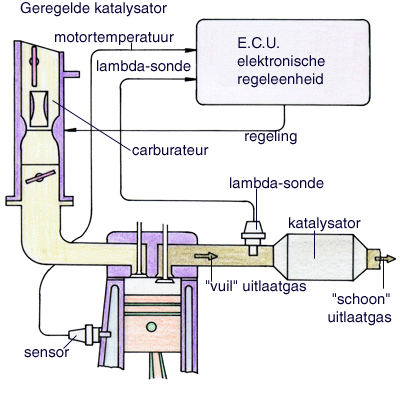 Geregelde katalysator
motortemperatuur
lambda-sonde
E.C.U.
elektronische
regeleenheid
regeling
carburateur
lambda-sonde
katalysator
"vuil" uitlaatgas
"schoon"
uitlaatgas
sensor